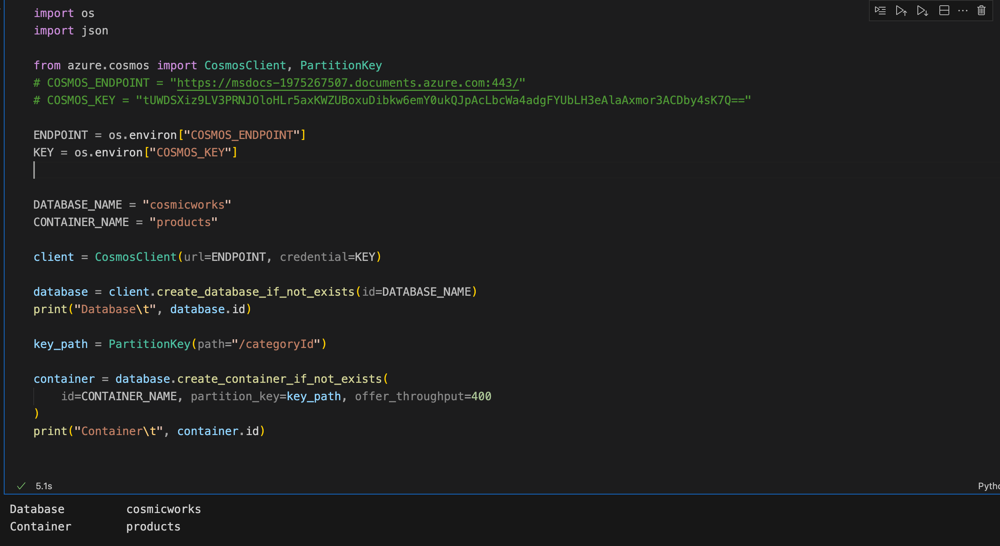 import os
import json
from azure.cosmos import CosmosClient, PartitionKey
# COSMOS_ENDPOINT = "https://msdocs-1975267507.documents.azure.com:443/"
# COSMOS_KEY = "tUWDSXiz9LV3PRNJOloHLr5axKWZUBoxuDibkw6emY0ukQJpAcLbcWa4adgFYUbLH3eAlaAxmor3ACDby4sK7Q=="
ENDPOINT = os.environ["COSMOS_ENDPOINT"]
KEY = os.environ["COSMOS_KEY"]
DATABASE_NAME = "cosmicworks"
CONTAINER_NAME = "products"
client = CosmosClient(url=ENDPOINT, credential=KEY)
database = client.create_database_if_not_exists(id=DATABASE_NAME)
print("Database\t", database.id)
key_path = PartitionKey(path="/categoryId")
container = database.create_container_if_not_exists(
    id=CONTAINER_NAME, partition_key=key_path, offer_throughput=400
)
print("Container\t", container.id)
5.1s
Database cosmicworks
Container products